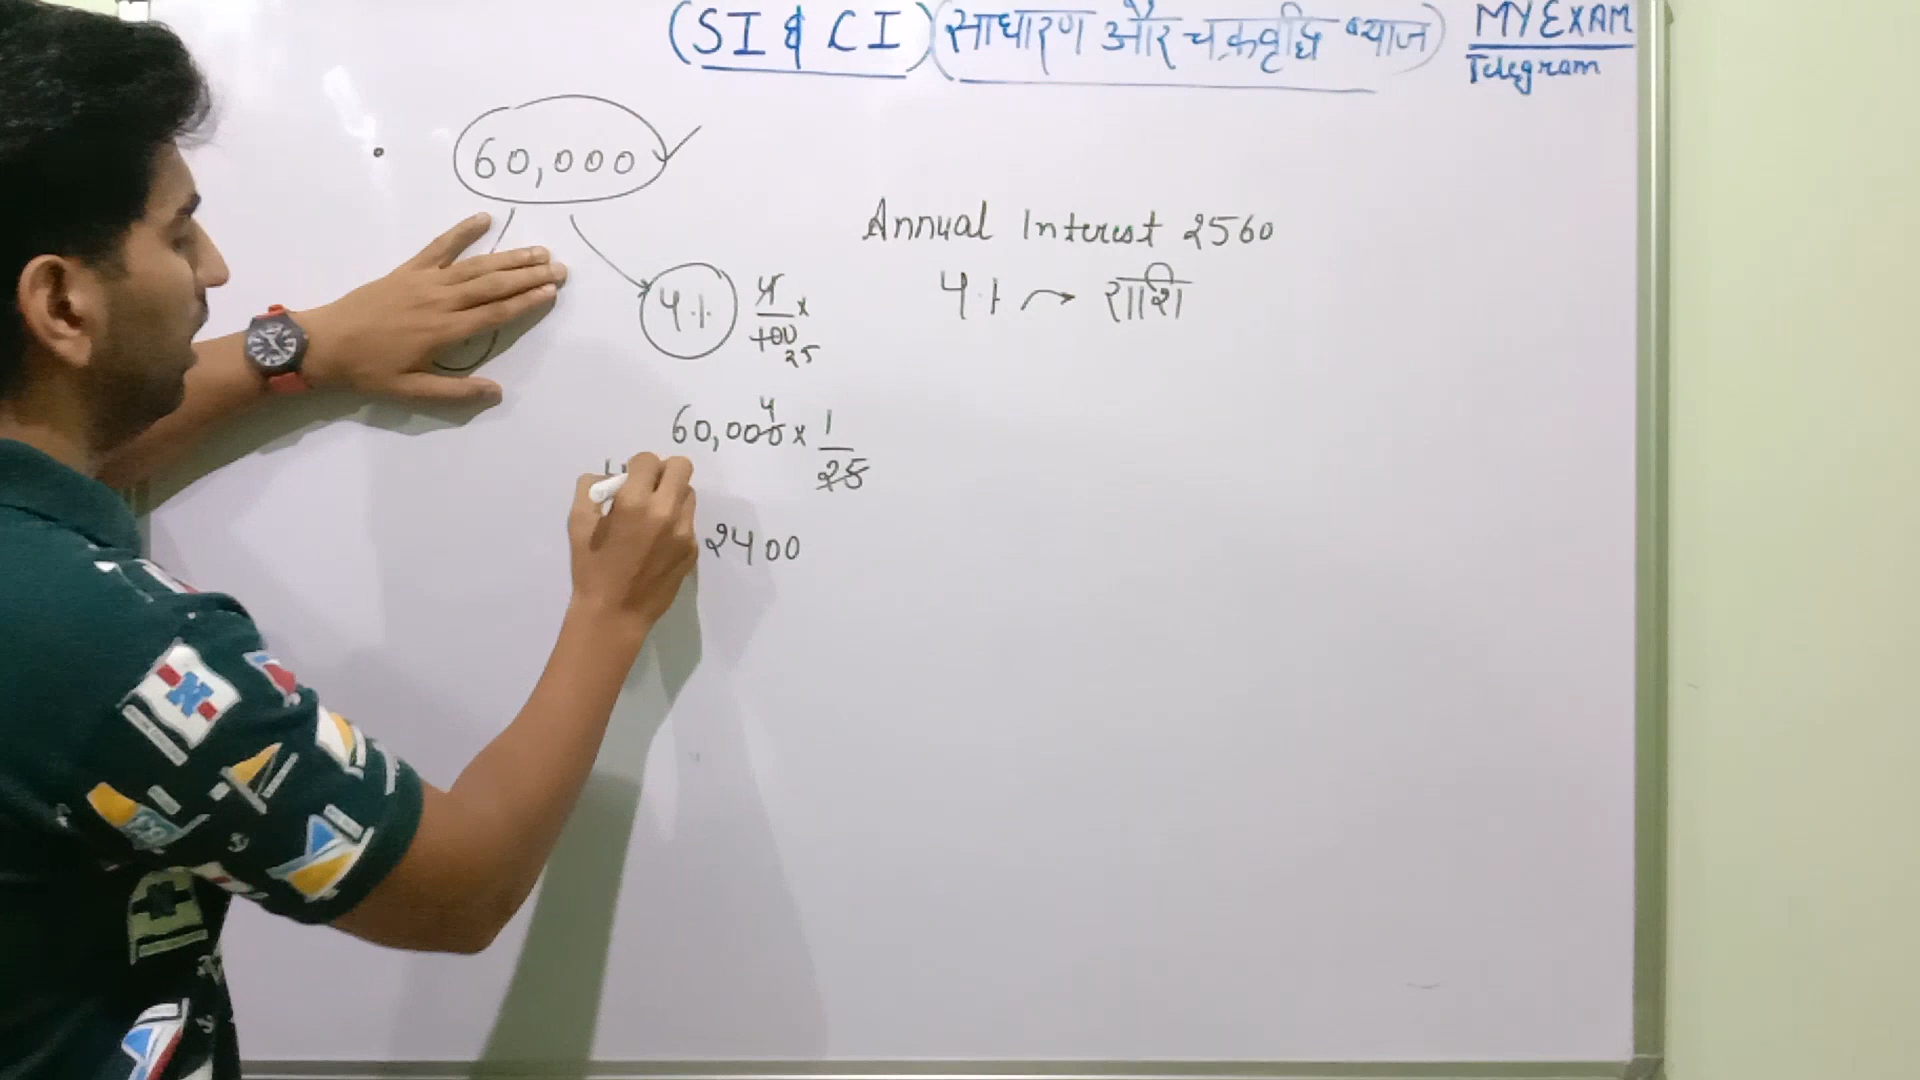 (SI & CI) (साधारण और चक्रवृद्धि ब्याज) MY EXAM
Telegram
60,000
Annual Interest 2560
4% 4/100 x
25
4% → राशि
4
60,000 x 1/25
2400